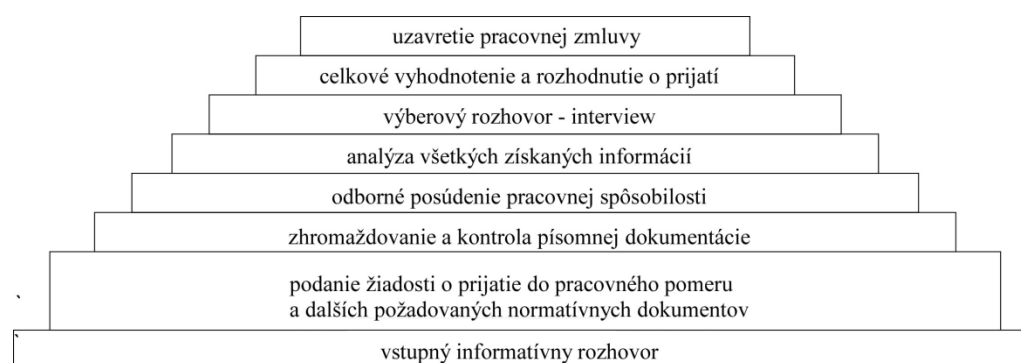 uzavretie pracovnej zmluvy
celkové vyhodnotenie a rozhodnutie o prijatí
výberový rozhovor - interview
analýza všetkých získaných informácií
odborné posúdenie pracovnej spôsobilosti
zhromažďovanie a kontrola písomnej dokumentácie
podanie žiadosti o prijatie do pracovného pomeru
a dalších požadovaných normatívnych dokumentov
vstupný informatívny rozhovor